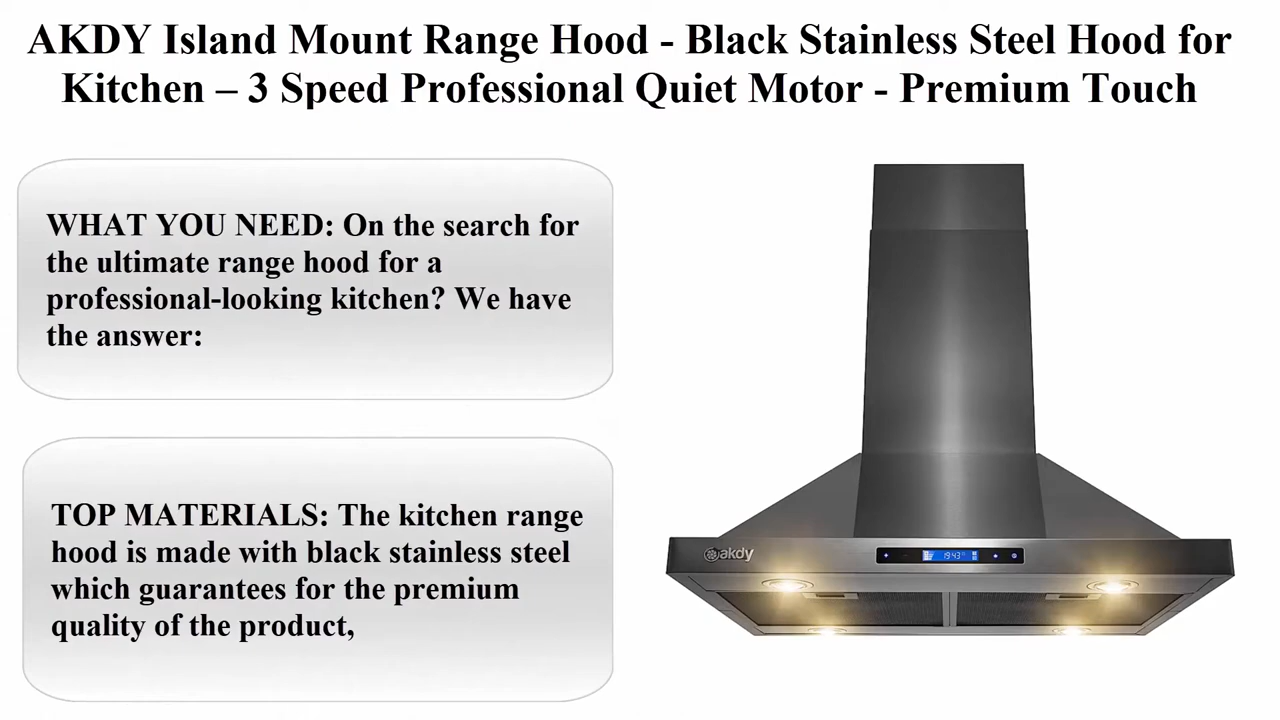 AKDY Island Mount Range Hood - Black Stainless Steel Hood for
Kitchen – 3 Speed Professional Quiet Motor - Premium Touch
WHAT YOU NEED: On the search for
the ultimate range hood for a
professional-looking kitchen? We have
the answer:
TOP MATERIALS: The kitchen range
hood is made with black stainless steel
which guarantees for the premium
quality of the product,
akdy